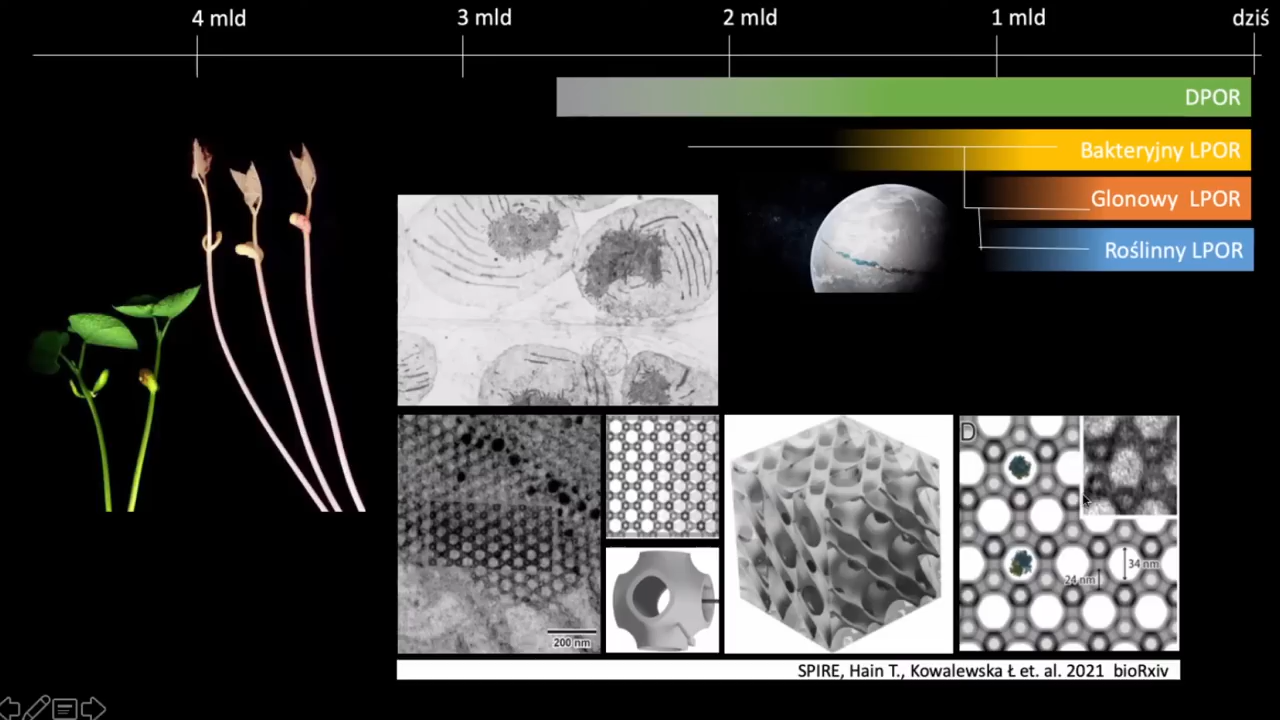 4 mld
3 mld
2 mld
1 mld
dziś
DPOR
Bakteryjny LPOR
Glonowy LPOR
Roślinny LPOR
D
34 nm
24 nm
200 nm
SPIRE, Hain T., Kowalewska Ł et. al. 2021 bioRxiv